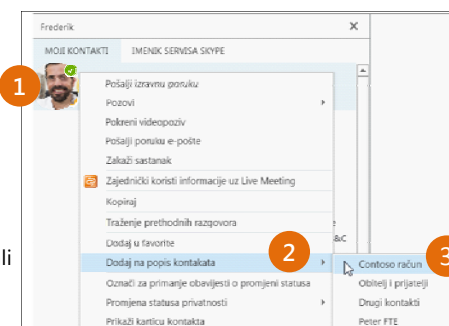 Frederik
MOJI KONTAKTI IMENIK SERVISA SKYPE
1
Pošalji izravnu poruku
Pozovi
Pokreni videopoziv
Pošalji poruku e-pošte
Zakaži sastanak
Zajednički koristi informacije uz Live Meeting
Kopiraj
Traženje prethodnih razgovora
Dodaj u favorite
&C
li
Dodaj na popis kontakata
2
Contoso račun
3
Označi za primanje obavijesti o promjeni statusa
Obitelj i prijatelji
Promjena statusa privatnosti
Drugi kontakti
Prikaži karticu kontakta
Peter FTE